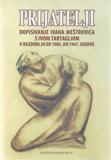 PRIJATELJI
DOPISIVANJE IVANA MEŠTROVIĆA
S IVOM TARTAGLIOM
U RAZDOBLJU OD 1905. DO 1947. GODINE